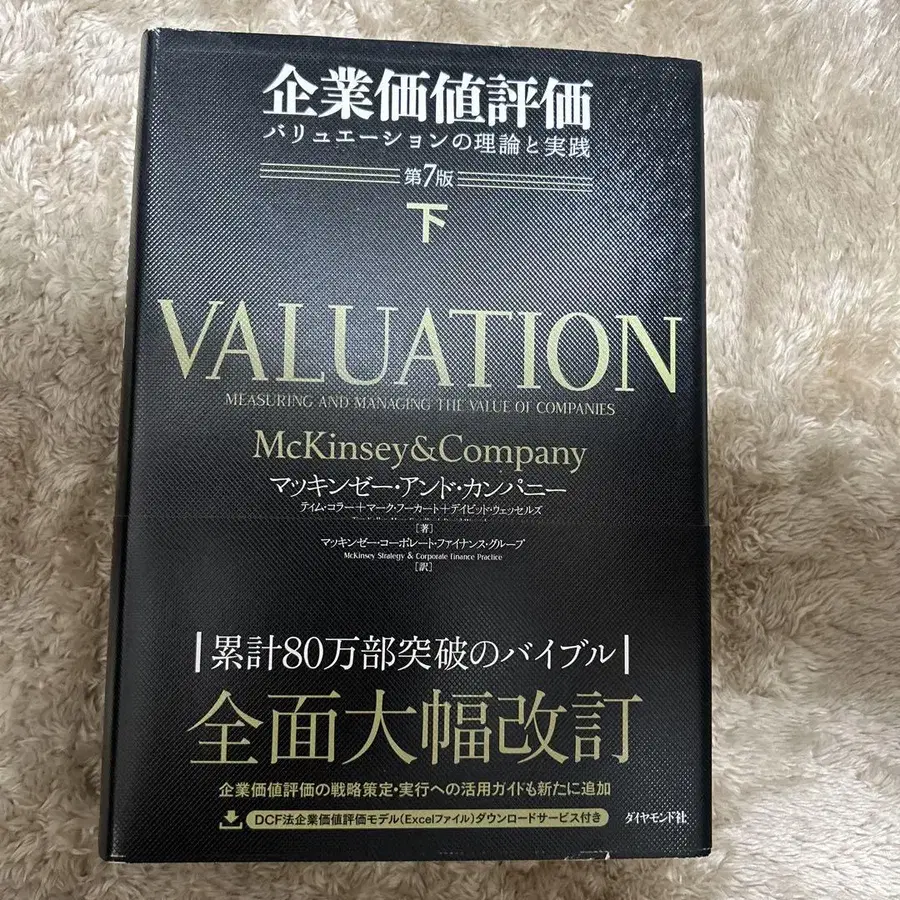 企業価値評価
バリュエーションの理論と実践
第7版
下
VALUATION
MEASURING AND MANAGING THE VALUE OF COMPANIES
McKinsey&Company
マッキンゼー・アンド・カンパニー
ティム・コラー+マーク・フーカート+デイビッド・ウェッセルズ
[著]
マッキンゼー・コーポレート・ファイナンス・グループ
McKinsey Strategy & Corporate Finance Practice
[訳]
累計80万部突破のバイブル
全面大幅改訂
企業価値評価の戦略策定・実行への活用ガイドも新たに追加
DCF法企業価値評価モデル(Excelファイル)ダウンロードサービス付き
ダイヤモンド社